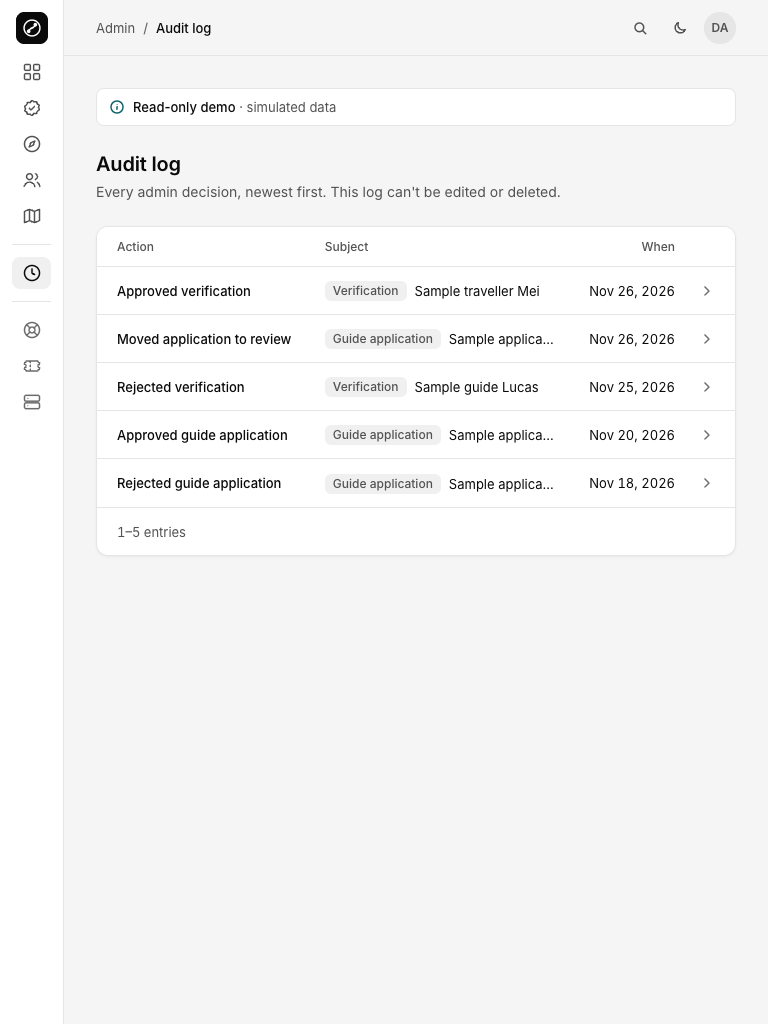 Admin / Audit log
DA
Read-only demo · simulated data
Audit log
Every admin decision, newest first. This log can't be edited or deleted.
Action Subject When
Approved verification Verification Sample traveller Mei Nov 26, 2026
Moved application to review Guide application Sample applica... Nov 26, 2026
Rejected verification Verification Sample guide Lucas Nov 25, 2026
Approved guide application Guide application Sample applica... Nov 20, 2026
Rejected guide application Guide application Sample applica... Nov 18, 2026
1–5 entries